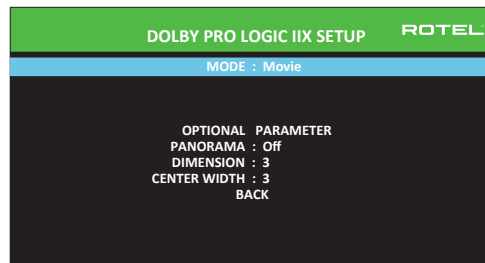 DOLBY PRO LOGIC IIX SETUP ROTEL
MODE : Movie
OPTIONAL PARAMETER
PANORAMA : Off
DIMENSION : 3
CENTER WIDTH : 3
BACK